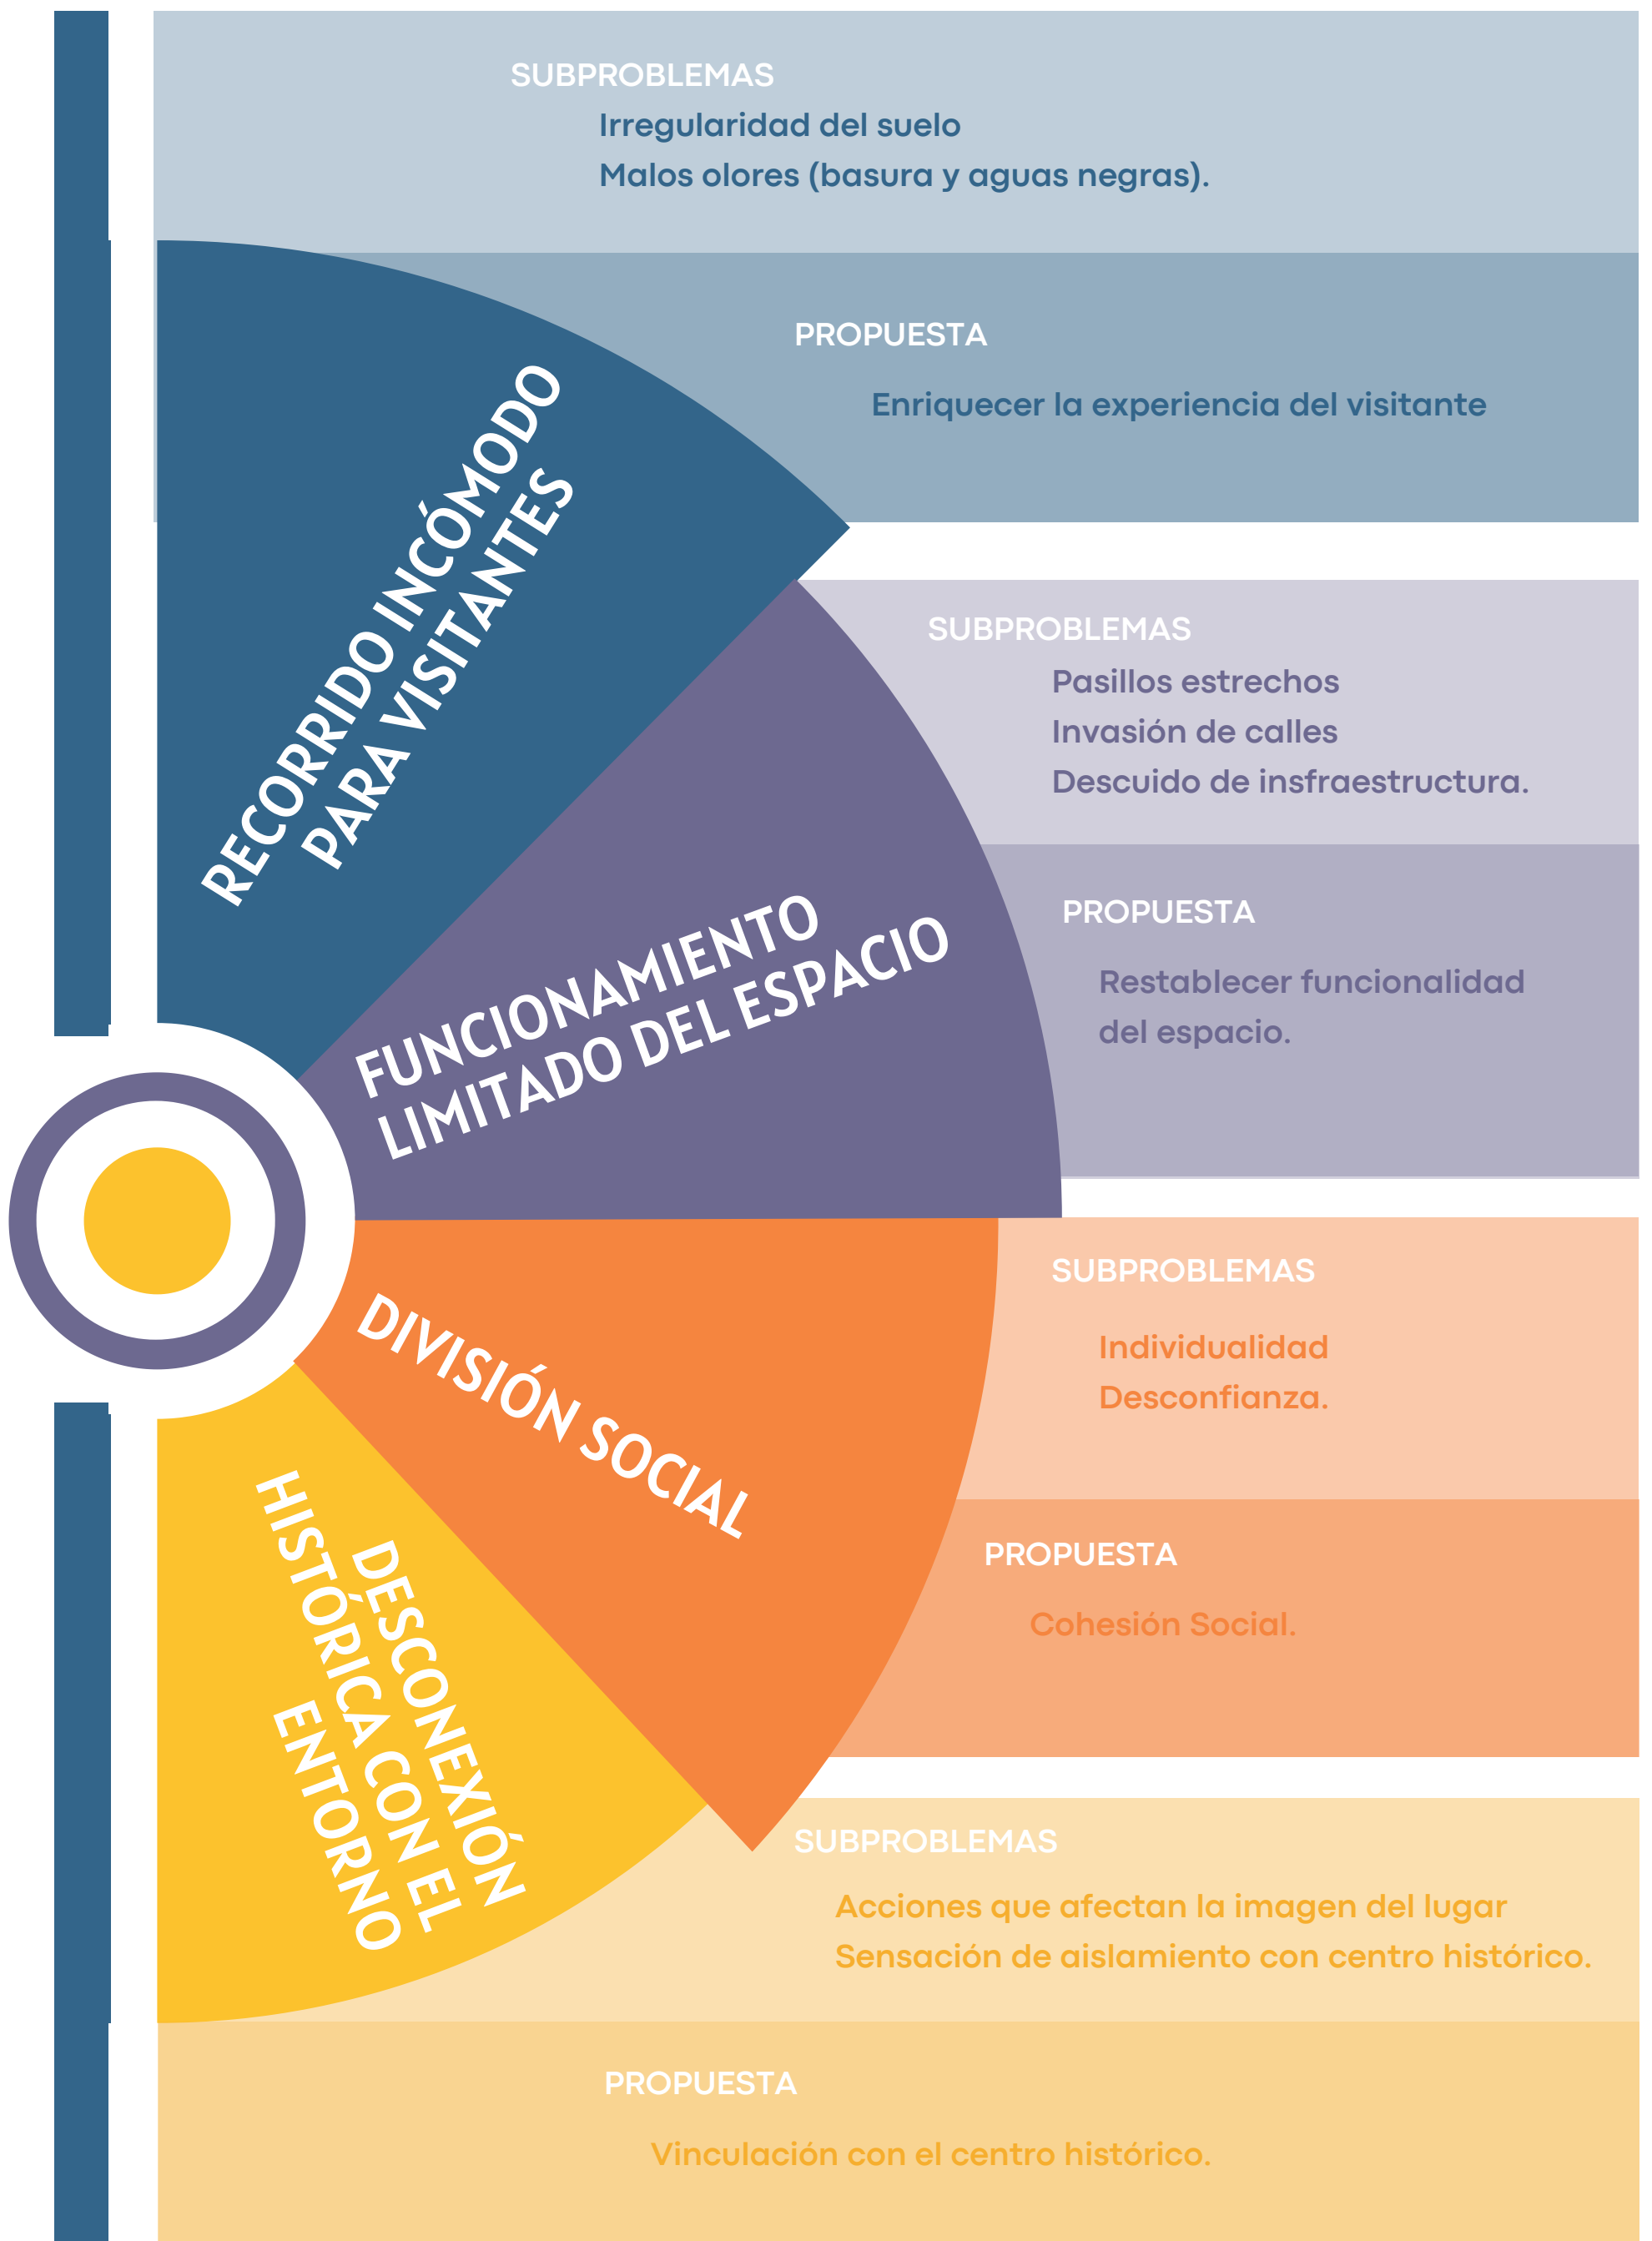 SUBPROBLEMAS
Irregularidad del suelo
Malos olores (basura y aguas negras).
PROPUESTA
Enriquecer la experiencia del visitante
RECORRIDO INCÓMODO
PARA VISITANTES
SUBPROBLEMAS
Pasillos estrechos
Invasión de calles
Descuido de insfraestructura.
PROPUESTA
Restablecer funcionalidad
del espacio.
FUNCIONAMIENTO
LIMITADO DEL ESPACIO
SUBPROBLEMAS
Individualidad
Desconfianza.
DIVISIÓN SOCIAL
PROPUESTA
Cohesión Social.
DESCONEXIÓN
HISTÓRICA CON EL
ENTORNO
SUBPROBLEMAS
Acciones que afectan la imagen del lugar
Sensación de aislamiento con centro histórico.
PROPUESTA
Vinculación con el centro histórico.